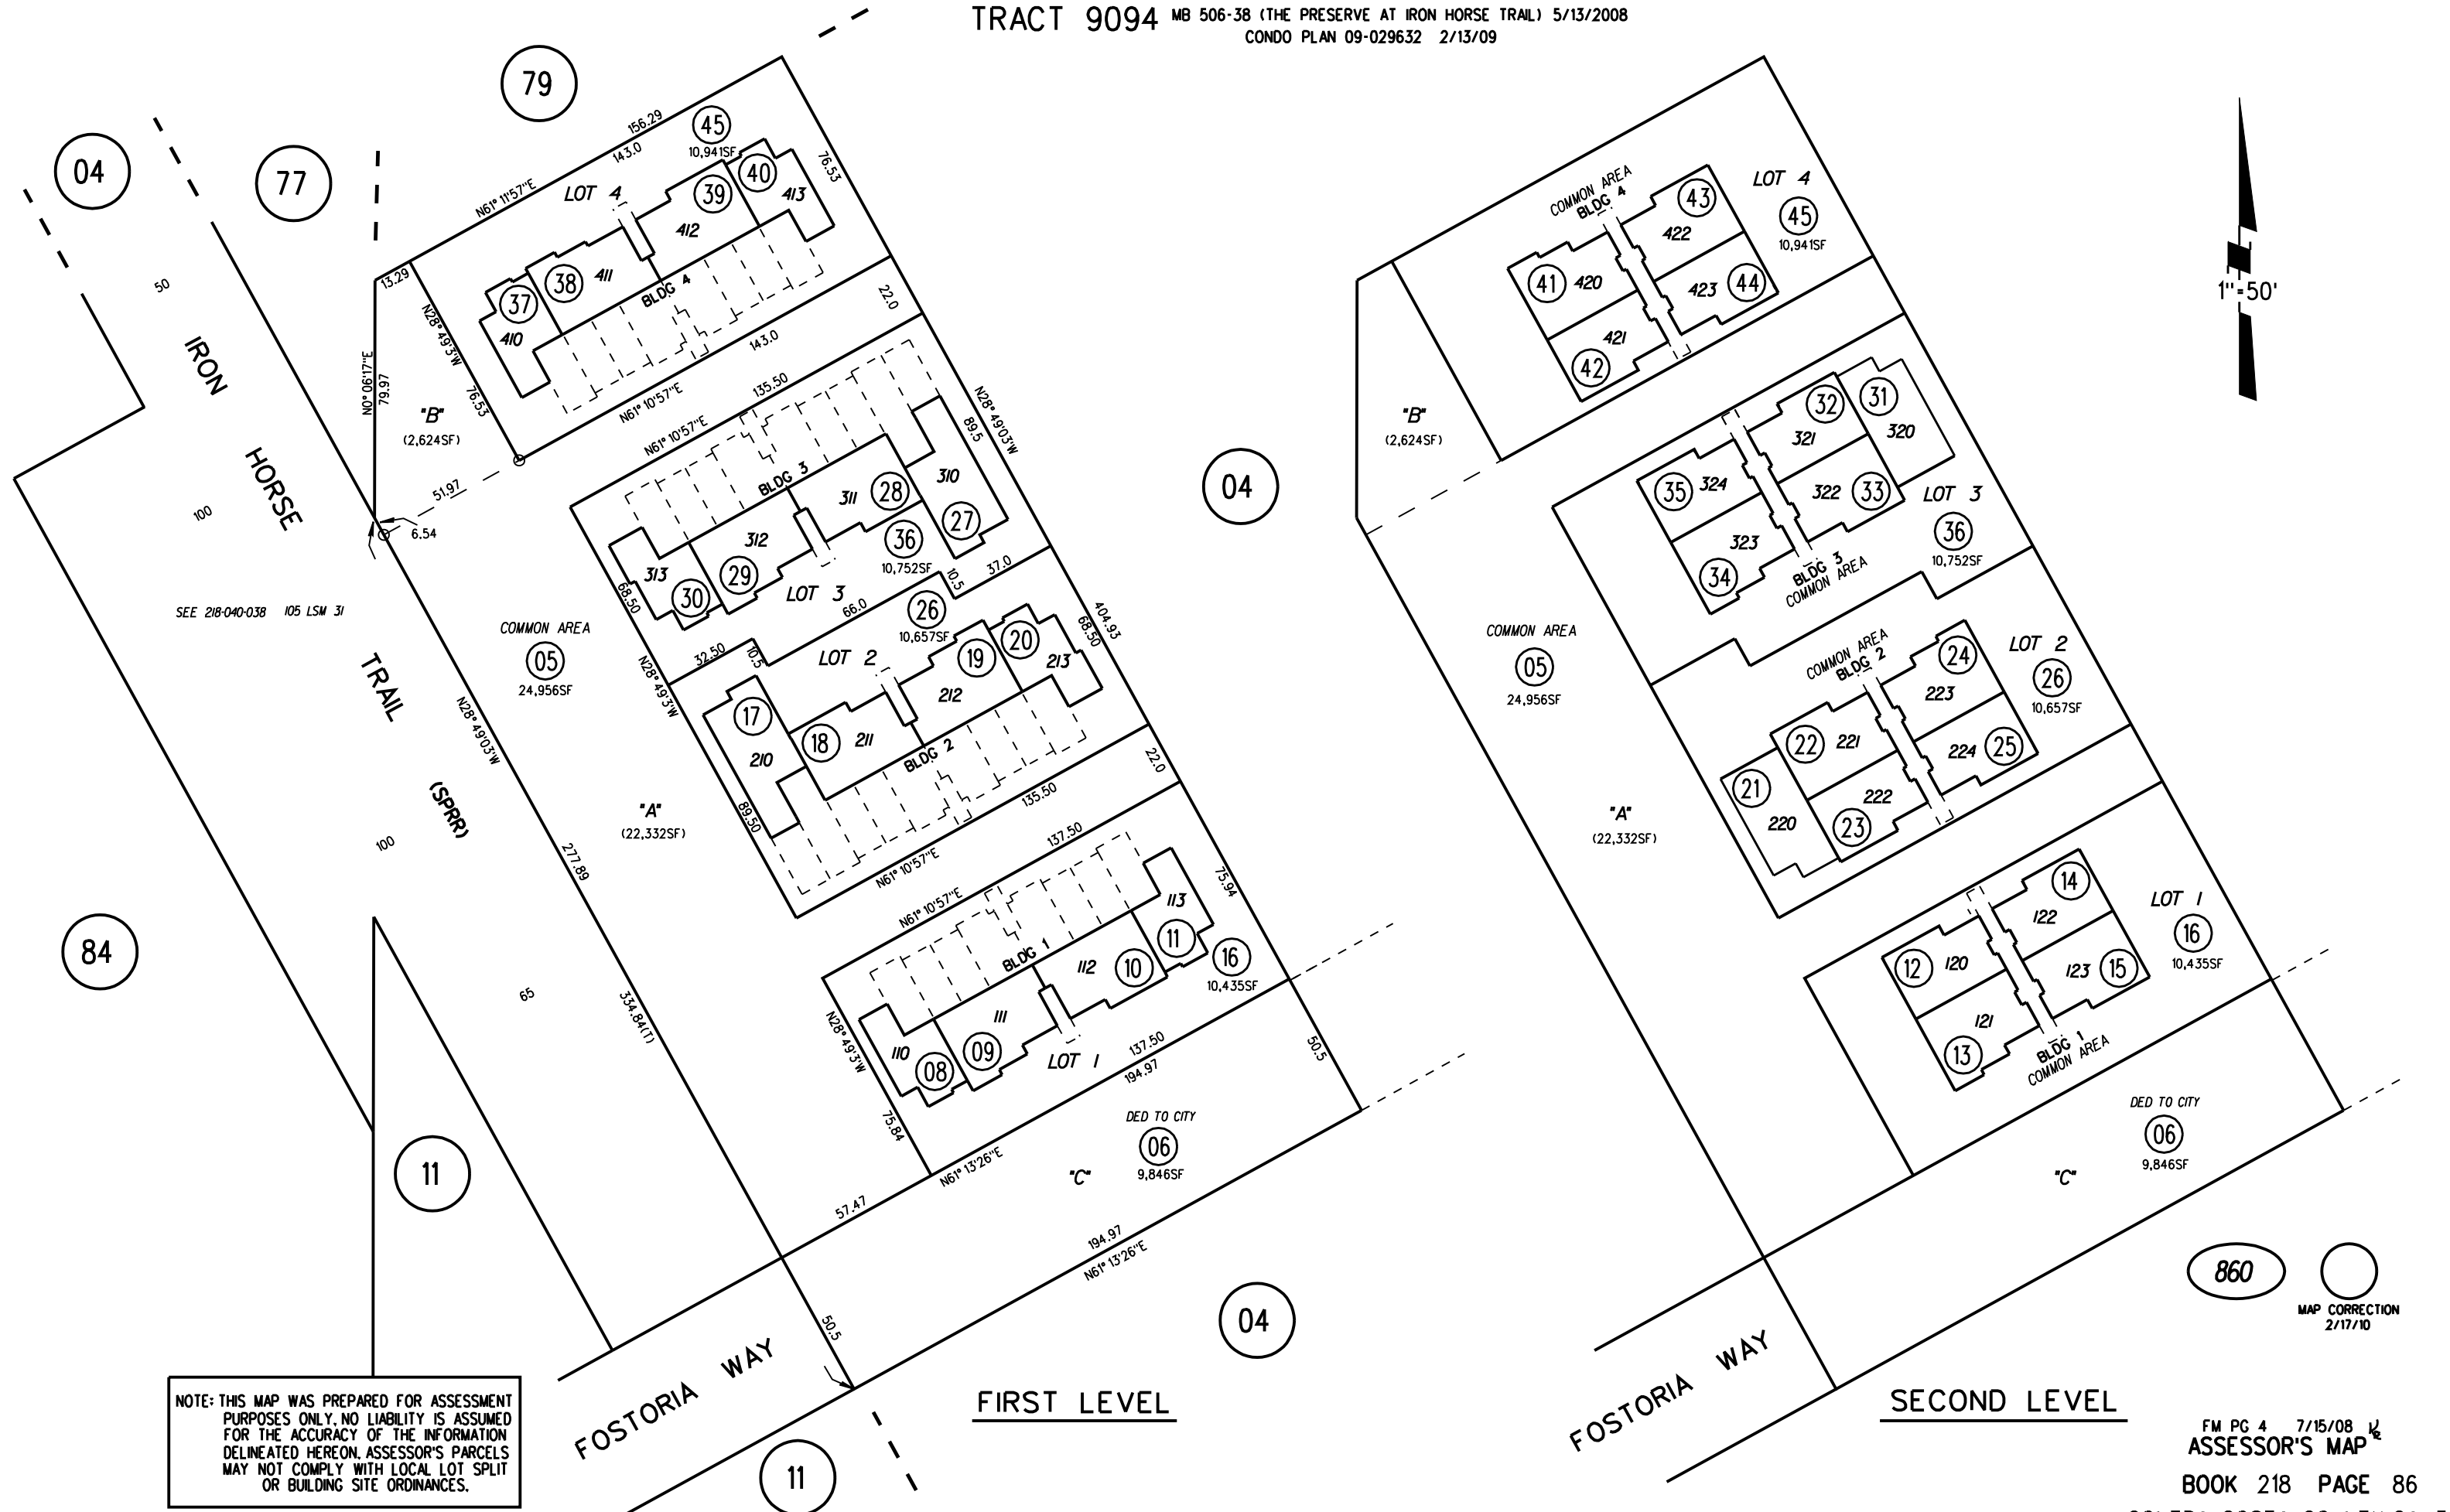 TRACT 9094 MB 506-38 (THE PRESERVE AT IRON HORSE TRAIL) 5/13/2008
CONDO PLAN 09-029632 2/13/09
79
04
77
156.29
143.0
N61° 11'57"E
LOT 4
45
10,941SF
76.53
40
413
39
412
38
411
37
410
BLDG 4
13.29
N28° 49'3"W
76.53
N0° 06'17"E
79.97
"B"
(2,624SF)
22.0
143.0
N61° 10'57"E
51.97
6.54
50
100
IRON
HORSE
TRAIL
(SPRR)
SEE 218-040-038 105 LSM 31
100
65
84
11
COMMON AREA
05
24,956SF
"A"
(22,332SF)
N28° 49'03"W
277.89
334.84(T)
135.50
N61° 10'57"E
N28° 49'03"W
89.5
BLDG 3
310
27
311
28
312
29
313
30
36
10,752SF
LOT 3
68.50
37.0
10.5
66.0
26
10,657SF
404.93
68.50
32.50
10.5
LOT 2
N28° 49'3"W
17
210
18
211
19
212
20
213
BLDG 2
89.50
22.0
135.50
N61° 10'57"E
137.50
N61° 10'57"E
75.94
BLDG 1
113
11
112
10
111
09
110
08
16
10,435SF
LOT 1
N28° 49'3"W
75.84
137.50
194.97
50.5
DED TO CITY
06
9,846SF
"C"
N61° 13'26"E
57.47
194.97
N61° 13'26"E
50.5
FOSTORIA WAY
04
11
FIRST LEVEL
04
COMMON AREA
BLDG 4
LOT 4
45
10,941SF
43
422
41
420
423
44
421
42
"B"
(2,624SF)
32
31
321
320
35
324
322
33
323
34
LOT 3
36
10,752SF
BLDG 3
COMMON AREA
COMMON AREA
05
24,956SF
"A"
(22,332SF)
COMMON AREA
BLDG 2
LOT 2
26
10,657SF
24
223
22
221
224
25
21
220
222
23
14
122
12
120
123
15
121
13
LOT 1
16
10,435SF
BLDG 1
COMMON AREA
DED TO CITY
06
9,846SF
"C"
FOSTORIA WAY
SECOND LEVEL
1"=50'
860
MAP CORRECTION
2/17/10
NOTE: THIS MAP WAS PREPARED FOR ASSESSMENT
PURPOSES ONLY. NO LIABILITY IS ASSUMED
FOR THE ACCURACY OF THE INFORMATION
DELINEATED HEREON. ASSESSOR'S PARCELS
MAY NOT COMPLY WITH LOCAL LOT SPLIT
OR BUILDING SITE ORDINANCES.
FM PG 4 7/15/08
ASSESSOR'S MAP
BOOK 218 PAGE 86